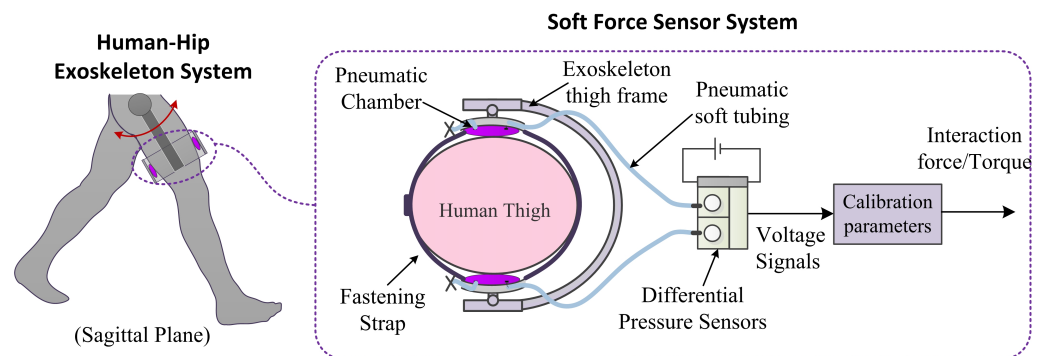 Human-Hip
Exoskeleton System
(Sagittal Plane)
Soft Force Sensor System
Pneumatic
Chamber
Exoskeleton
thigh frame
Pneumatic
soft tubing
Human Thigh
Fastening
Strap
Differential
Pressure Sensors
Voltage
Signals
Calibration
parameters
Interaction
force/Torque